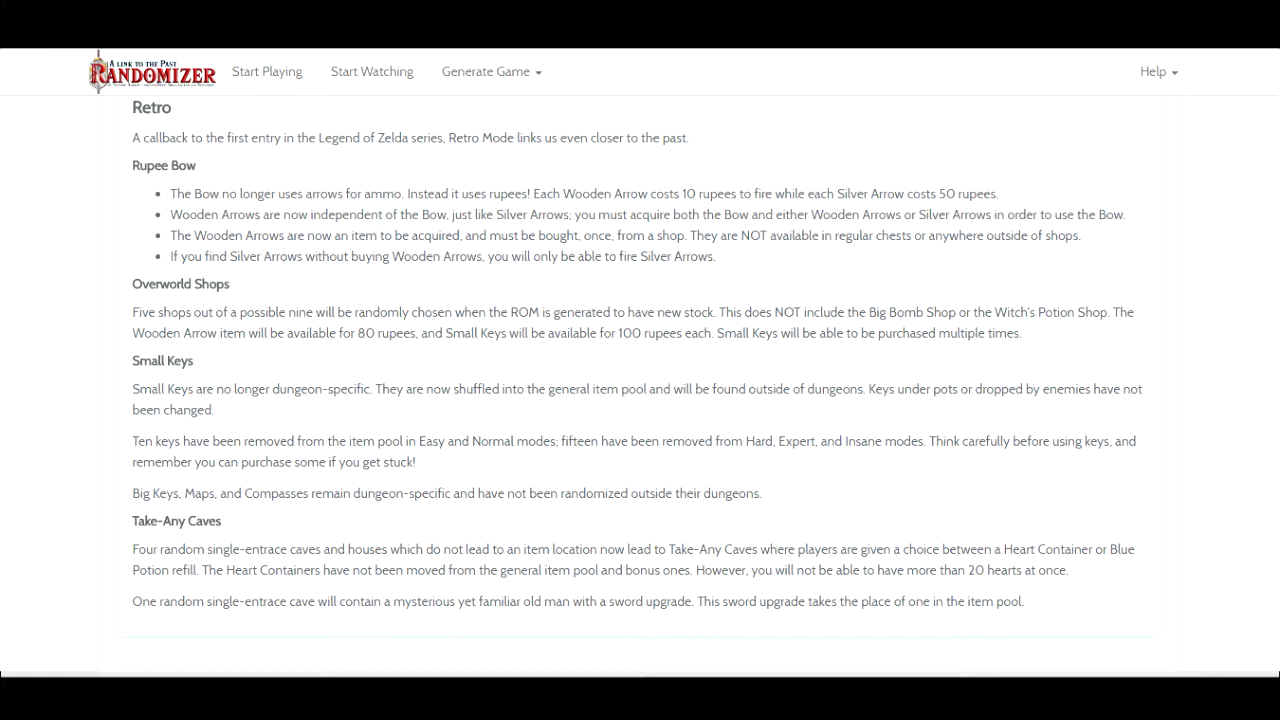 A LINK TO THE PAST
RANDOMIZER
Start Playing
Start Watching
Generate Game
Help
Retro
A callback to the first entry in the Legend of Zelda series, Retro Mode links us even closer to the past.
Rupee Bow
• The Bow no longer uses arrows for ammo. Instead it uses rupees! Each Wooden Arrow costs 10 rupees to fire while each Silver Arrow costs 50 rupees.
• Wooden Arrows are now independent of the Bow, just like Silver Arrows; you must acquire both the Bow and either Wooden Arrows or Silver Arrows in order to use the Bow.
• The Wooden Arrows are now an item to be acquired, and must be bought, once, from a shop. They are NOT available in regular chests or anywhere outside of shops.
• If you find Silver Arrows without buying Wooden Arrows, you will only be able to fire Silver Arrows.
Overworld Shops
Five shops out of a possible nine will be randomly chosen when the ROM is generated to have new stock. This does NOT include the Big Bomb Shop or the Witch's Potion Shop. The
Wooden Arrow item will be available for 80 rupees, and Small Keys will be available for 100 rupees each. Small Keys will be able to be purchased multiple times.
Small Keys
Small Keys are no longer dungeon-specific. They are now shuffled into the general item pool and will be found outside of dungeons. Keys under pots or dropped by enemies have not
been changed.
Ten keys have been removed from the item pool in Easy and Normal modes; fifteen have been removed from Hard, Expert, and Insane modes. Think carefully before using keys, and
remember you can purchase some if you get stuck!
Big Keys, Maps, and Compasses remain dungeon-specific and have not been randomized outside their dungeons.
Take-Any Caves
Four random single-entrace caves and houses which do not lead to an item location now lead to Take-Any Caves where players are given a choice between a Heart Container or Blue
Potion refill. The Heart Containers have not been moved from the general item pool and bonus ones. However, you will not be able to have more than 20 hearts at once.
One random single-entrace cave will contain a mysterious yet familiar old man with a sword upgrade. This sword upgrade takes the place of one in the item pool.